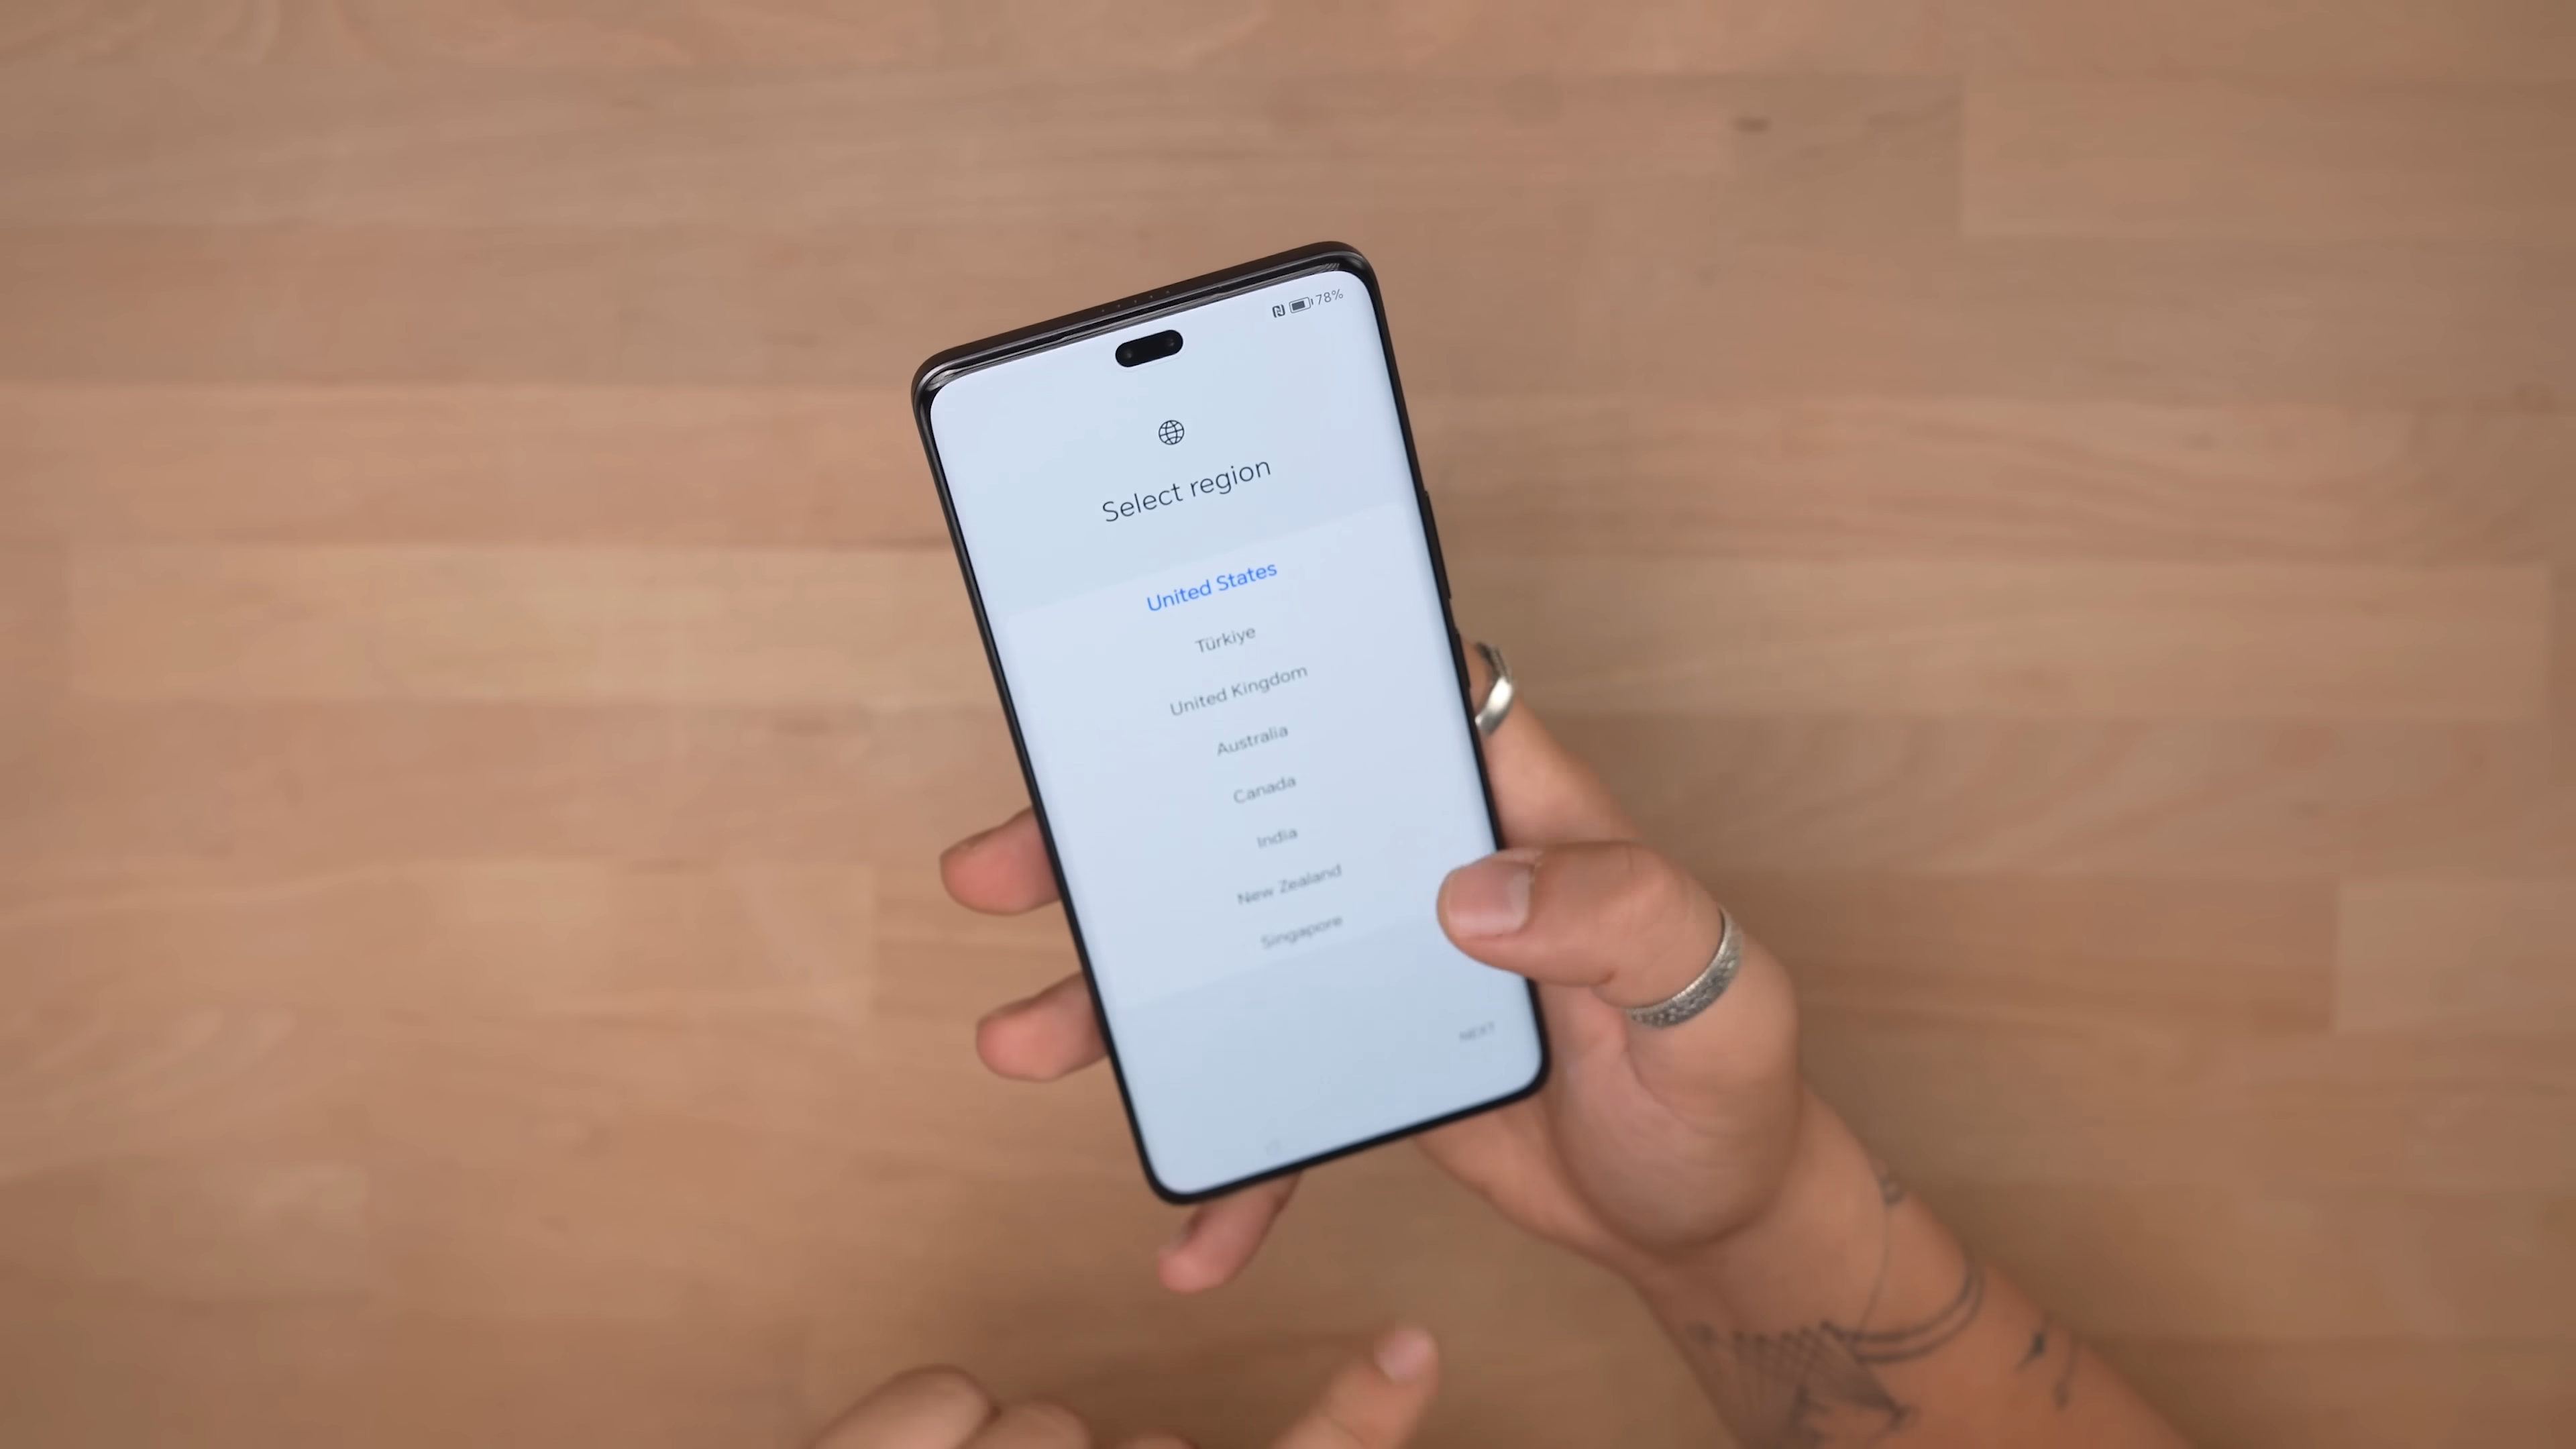 78%
Select region
United States
Türkiye
United Kingdom
Australia
Canada
India
New Zealand
Singapore
NEXT